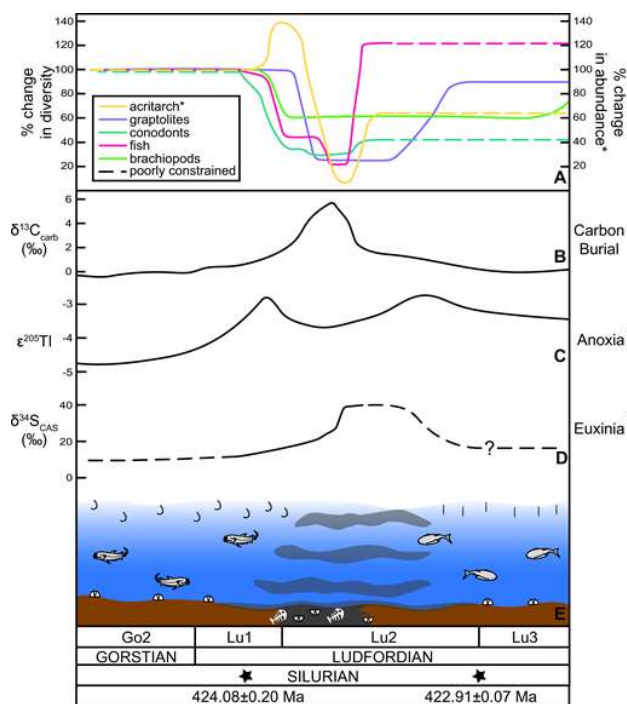 140
120
100
80
60
40
20
% change
in diversity
% change
in abundance*
140
120
100
80
60
40
20
acritarch*
graptolites
conodonts
fish
brachiopods
poorly constrained
A
δ13Ccarb
(‰)
6
4
2
0
B
Carbon
Burial
ε205Tl
-3
-4
-5
C
Anoxia
δ34SCAS
(‰)
40
20
0
?
D
Euxinia
E
Go2 Lu1 Lu2 Lu3
GORSTIAN LUDFORDIAN
SILURIAN
424.08±0.20 Ma 422.91±0.07 Ma